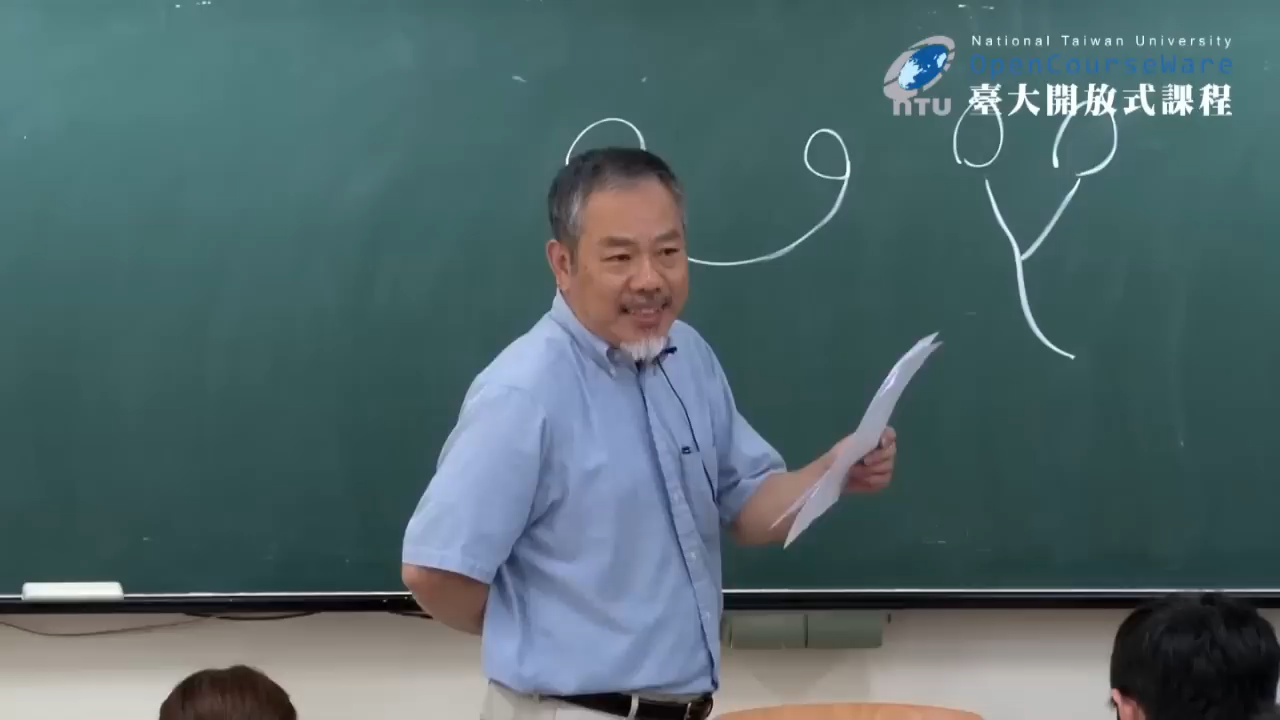 National Taiwan University
OpenCourseWare
NTU 臺大開放式課程